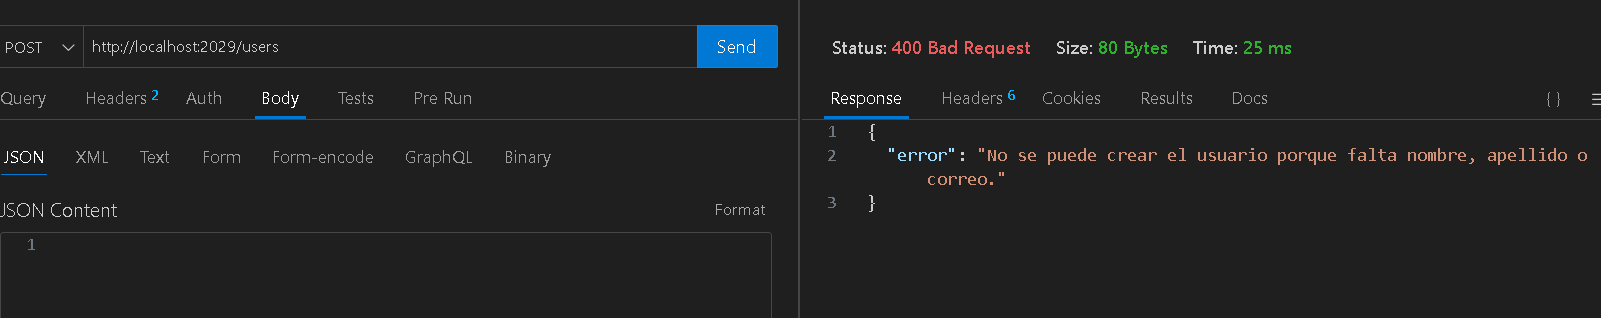 POST http://localhost:2029/users Send
Query Headers 2 Auth Body Tests Pre Run
JSON XML Text Form Form-encode GraphQL Binary
JSON Content Format
1
Status: 400 Bad Request Size: 80 Bytes Time: 25 ms
Response Headers 6 Cookies Results Docs { }
1 {
2 "error": "No se puede crear el usuario porque falta nombre, apellido o
correo."
3 }